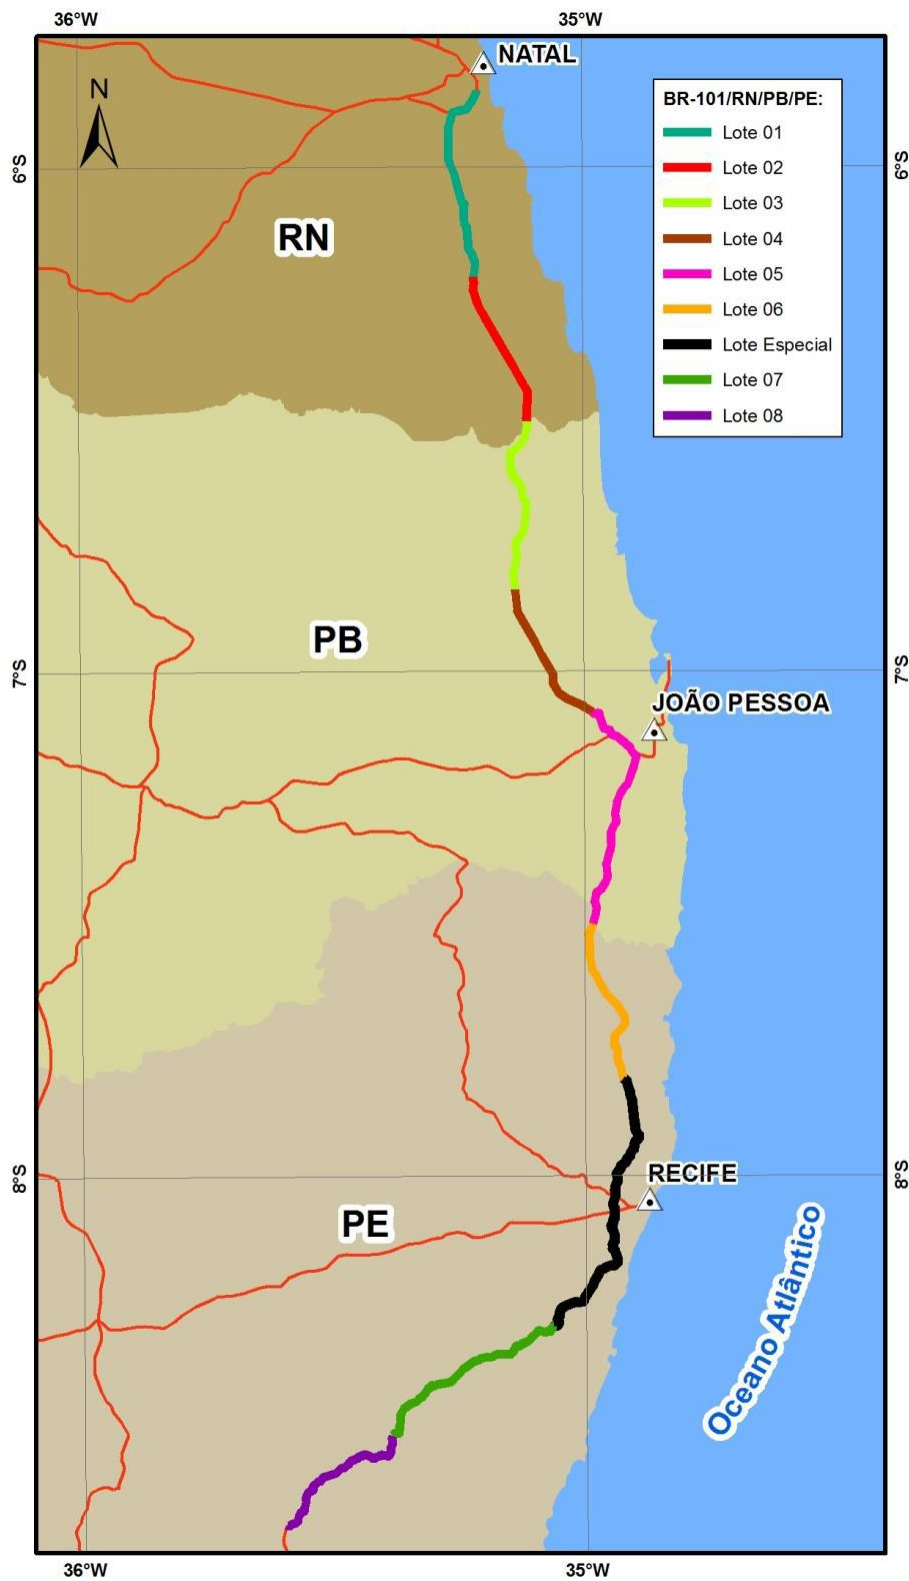 36°W
35°W
NATAL
N
BR-101/RN/PB/PE:
Lote 01
Lote 02
Lote 03
Lote 04
Lote 05
Lote 06
Lote Especial
Lote 07
Lote 08
6°S
6°S
RN
PB
7°S
7°S
JOÃO PESSOA
8°S
8°S
RECIFE
PE
Oceano Atlântico
36°W
35°W